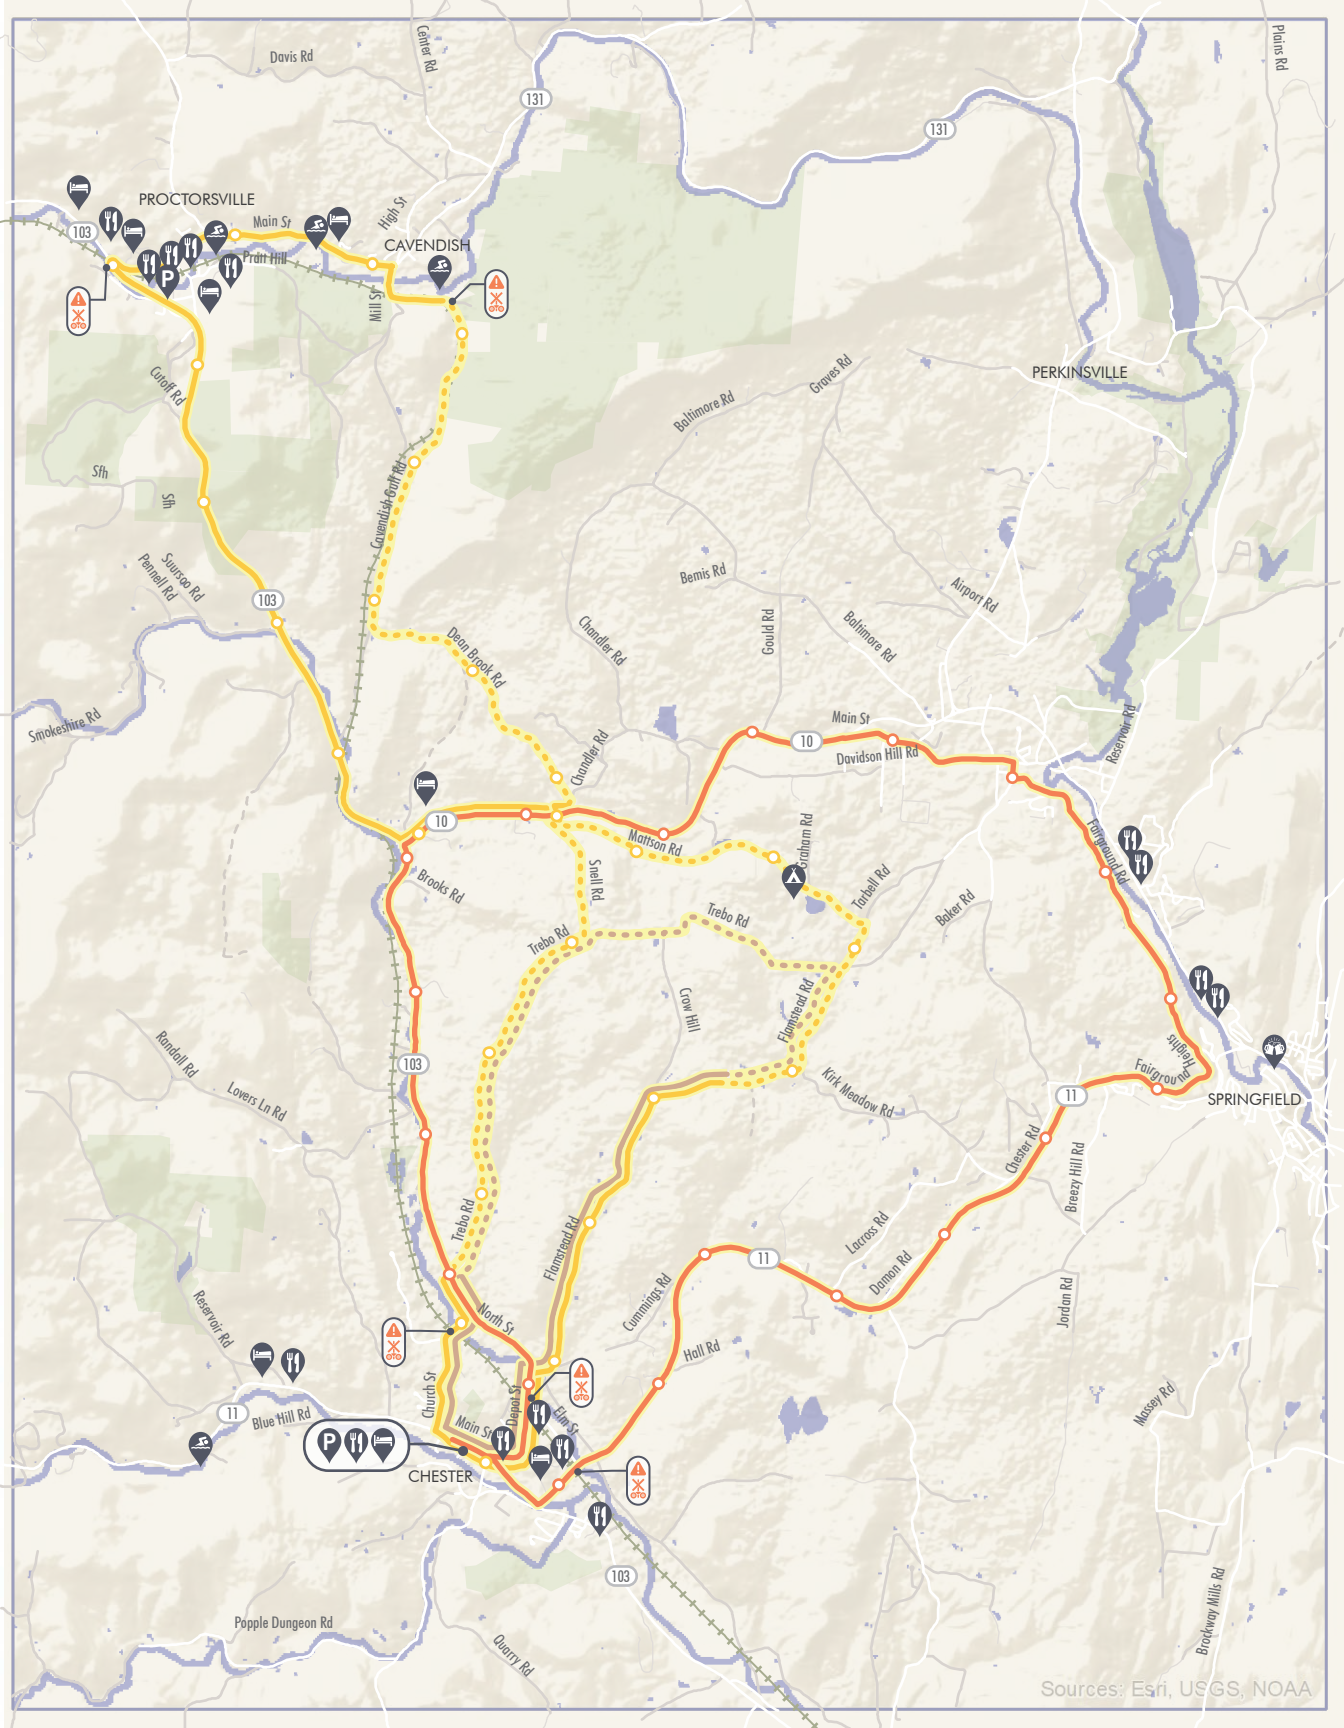 Davis Rd
Center Rd
Plains Rd
131
131
PROCTORSVILLE
Main St
High St
103
CAVENDISH
Pratt Hill
P
Mill St
Cutoff Rd
Graves Rd
Baltimore Rd
PERKINSVILLE
Sfh
Sfh
Cavendish Gulf Rd
Suursoo Rd
Pennell Rd
103
Bemis Rd
Airport Rd
Gould Rd
Baltimore Rd
Chandler Rd
Dean Brook Rd
Smokeshire Rd
Main St
Reservoir Rd
10
Davidson Hill Rd
Chandler Rd
10
Mattson Rd
Graham Rd
Fairground Rd
Snell Rd
Brooks Rd
Tarbell Rd
Baker Rd
Trebo Rd
Trebo Rd
Crow Hill
Flamstead Rd
Randall Rd
103
Heights
Fairground
Kirk Meadow Rd
11
SPRINGFIELD
Lovers Ln Rd
Chester Rd
Breezy Hill Rd
Trebo Rd
Flamstead Rd
Lacross Rd
11
Damon Rd
Jordan Rd
Cummings Rd
Reservoir Rd
North St
Hall Rd
Church St
Depot St
Massey Rd
11
Blue Hill Rd
Main St
Elm St
P
CHESTER
103
Popple Dungeon Rd
Quarry Rd
Brockway Mills Rd
Sources: Esri, USGS, NOAA